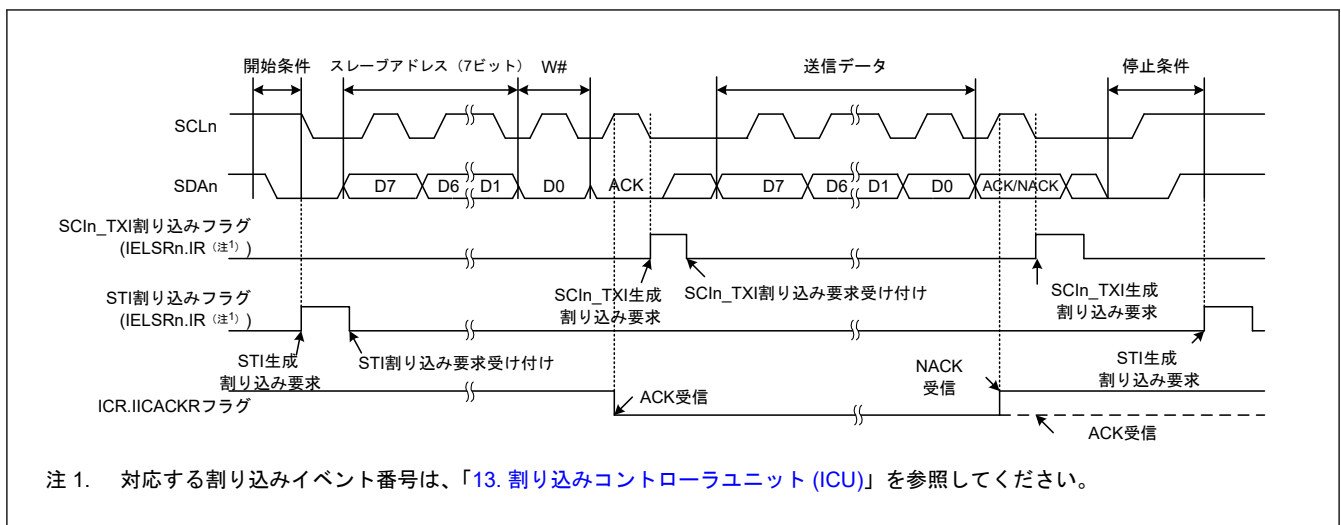 開始条件 スレーブアドレス（7ビット） W# 送信データ 停止条件
SCLn
SDAn D7 D6 D1 D0 ACK D7 D6 D1 D0 ACK/NACK
SCIn_TXI割り込みフラグ
(IELSRn.IR（注1）)
SCIn_TXI生成
割り込み要求
SCIn_TXI割り込み要求受け付け
SCIn_TXI生成
割り込み要求
STI割り込みフラグ
(IELSRn.IR（注1）)
STI生成
割り込み要求
STI割り込み要求受け付け
NACK
受信
STI生成
割り込み要求
ICR.IICACKRフラグ
ACK受信
ACK受信
注 1. 対応する割り込みイベント番号は、「13. 割り込みコントローラユニット (ICU)」を参照してください。